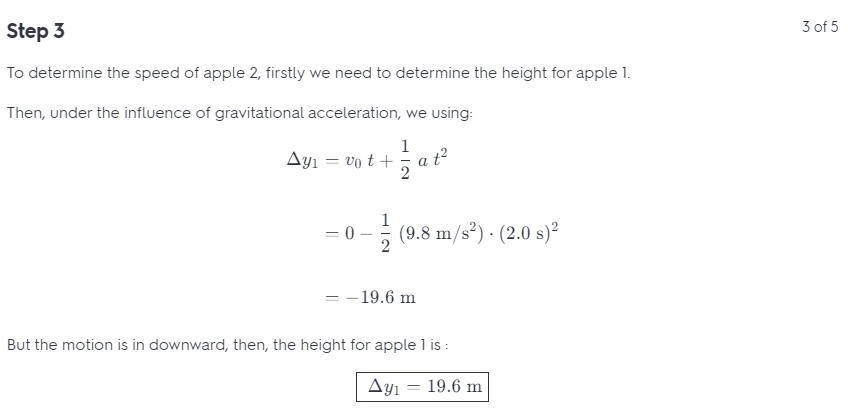 Step 3
3 of 5
To determine the speed of apple 2, firstly we need to determine the height for apple 1.
Then, under the influence of gravitational acceleration, we using:
Δy₁ = v₀ t + 1/2 a t²
= 0 − 1/2 (9.8 m/s²) · (2.0 s)²
= −19.6 m
But the motion is in downward, then, the height for apple 1 is :
Δy₁ = 19.6 m